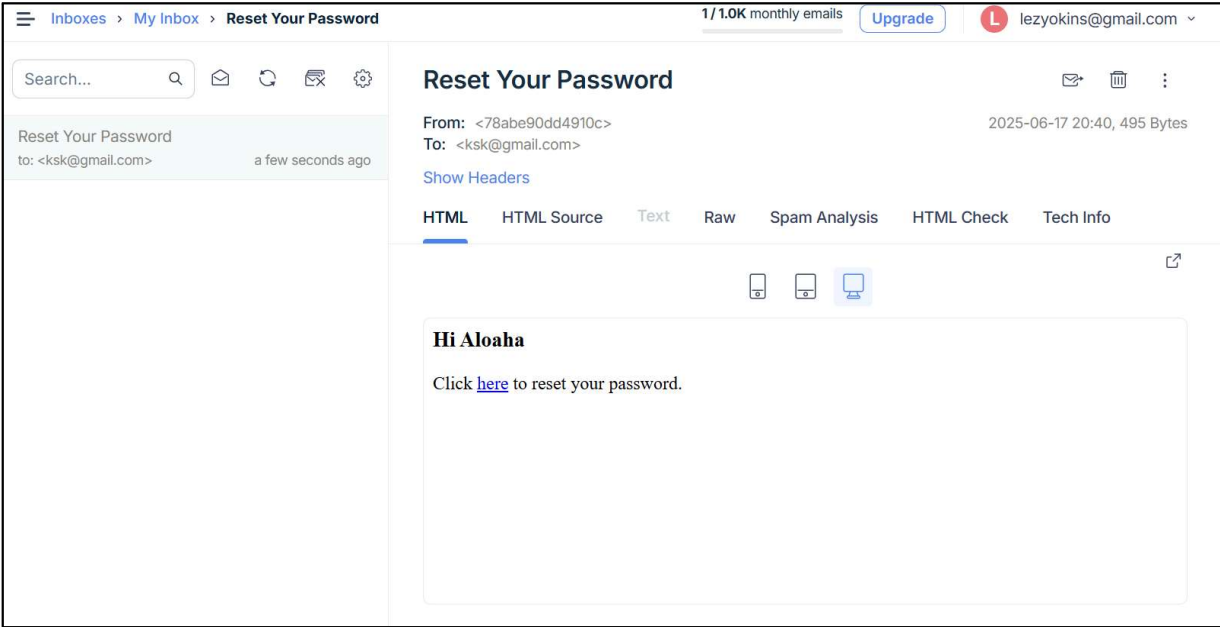 Inboxes › My Inbox › Reset Your Password
1 / 1.0K monthly emails
Upgrade
L
lezyokins@gmail.com
Search...
Reset Your Password
to: <ksk@gmail.com> a few seconds ago
Reset Your Password
From: <78abe90dd4910c>
2025-06-17 20:40, 495 Bytes
To: <ksk@gmail.com>
Show Headers
HTML HTML Source Text Raw Spam Analysis HTML Check Tech Info
Hi Aloaha
Click here to reset your password.